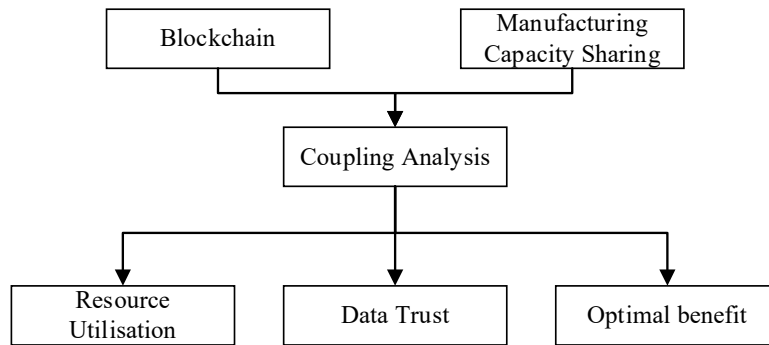 Blockchain
Manufacturing
Capacity Sharing
Coupling Analysis
Resource
Utilisation
Data Trust
Optimal benefit